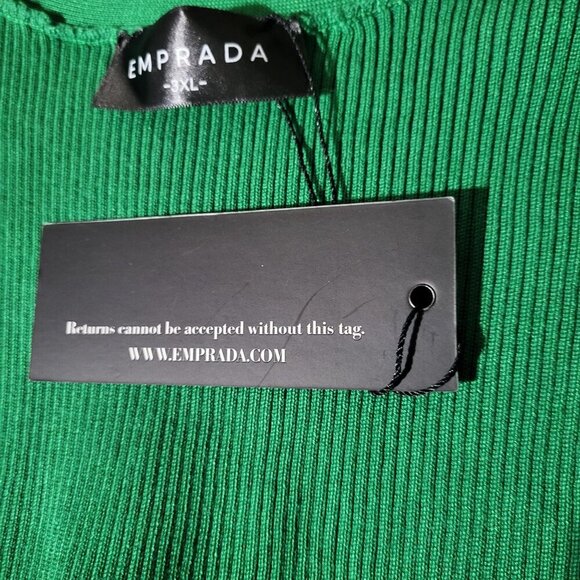 EMPRADA
-3XL-
Returns cannot be accepted without this tag.
WWW.EMPRADA.COM